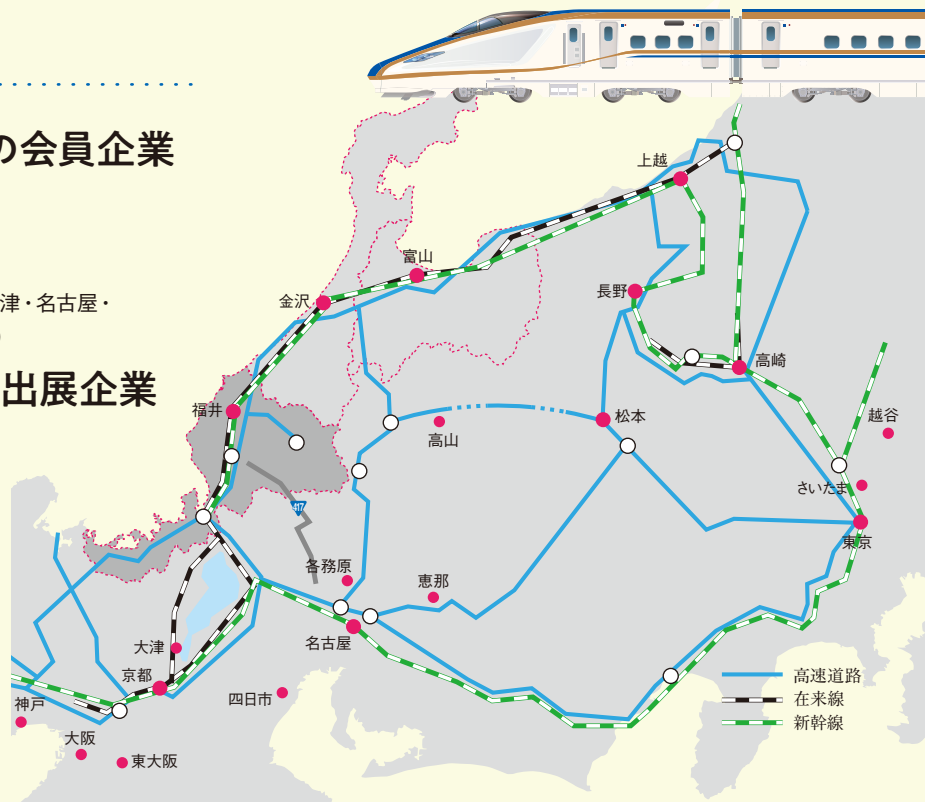 の会員企業
津・名古屋・
出展企業
上越
富山
金沢
長野
高崎
福井
松本
越谷
高山
さいたま
417
東京
各務原
恵那
大津
名古屋
京都
四日市
神戸
大阪
東大阪
高速道路
在来線
新幹線